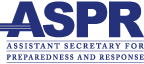 ASPR
ASSISTANT SECRETARY FOR
PREPAREDNESS AND RESPONSE